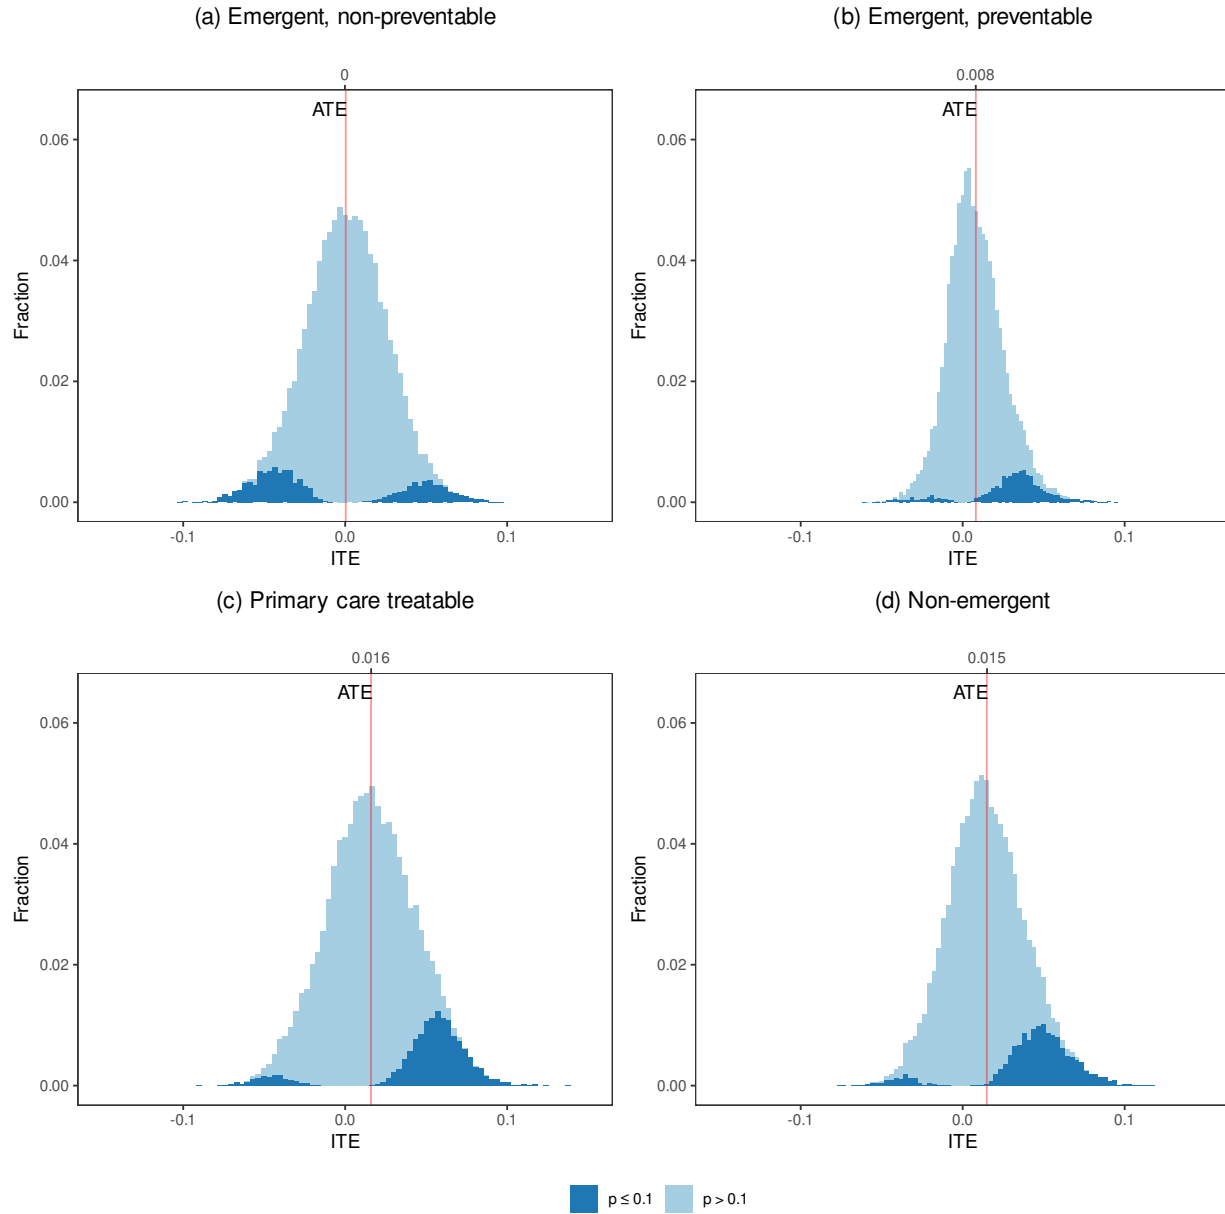 (a) Emergent, non-preventable
0
ATE
0.06
0.04
0.02
0.00
Fraction
-0.1 0.0 0.1
ITE
(b) Emergent, preventable
0.008
ATE
0.06
0.04
0.02
0.00
Fraction
-0.1 0.0 0.1
ITE
(c) Primary care treatable
0.016
ATE
0.06
0.04
0.02
0.00
Fraction
-0.1 0.0 0.1
ITE
(d) Non-emergent
0.015
ATE
0.06
0.04
0.02
0.00
Fraction
-0.1 0.0 0.1
ITE
p ≤ 0.1 p > 0.1